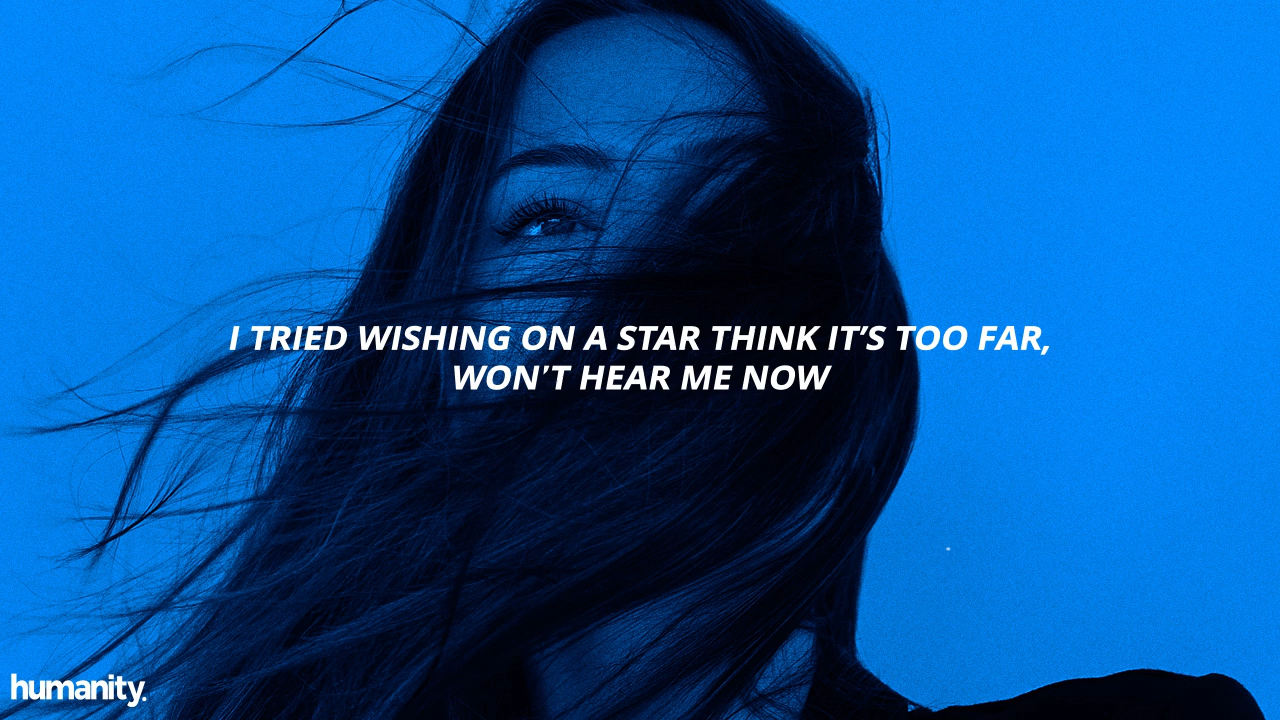 I TRIED WISHING ON A STAR THINK IT’S TOO FAR,
WON'T HEAR ME NOW
humanity.